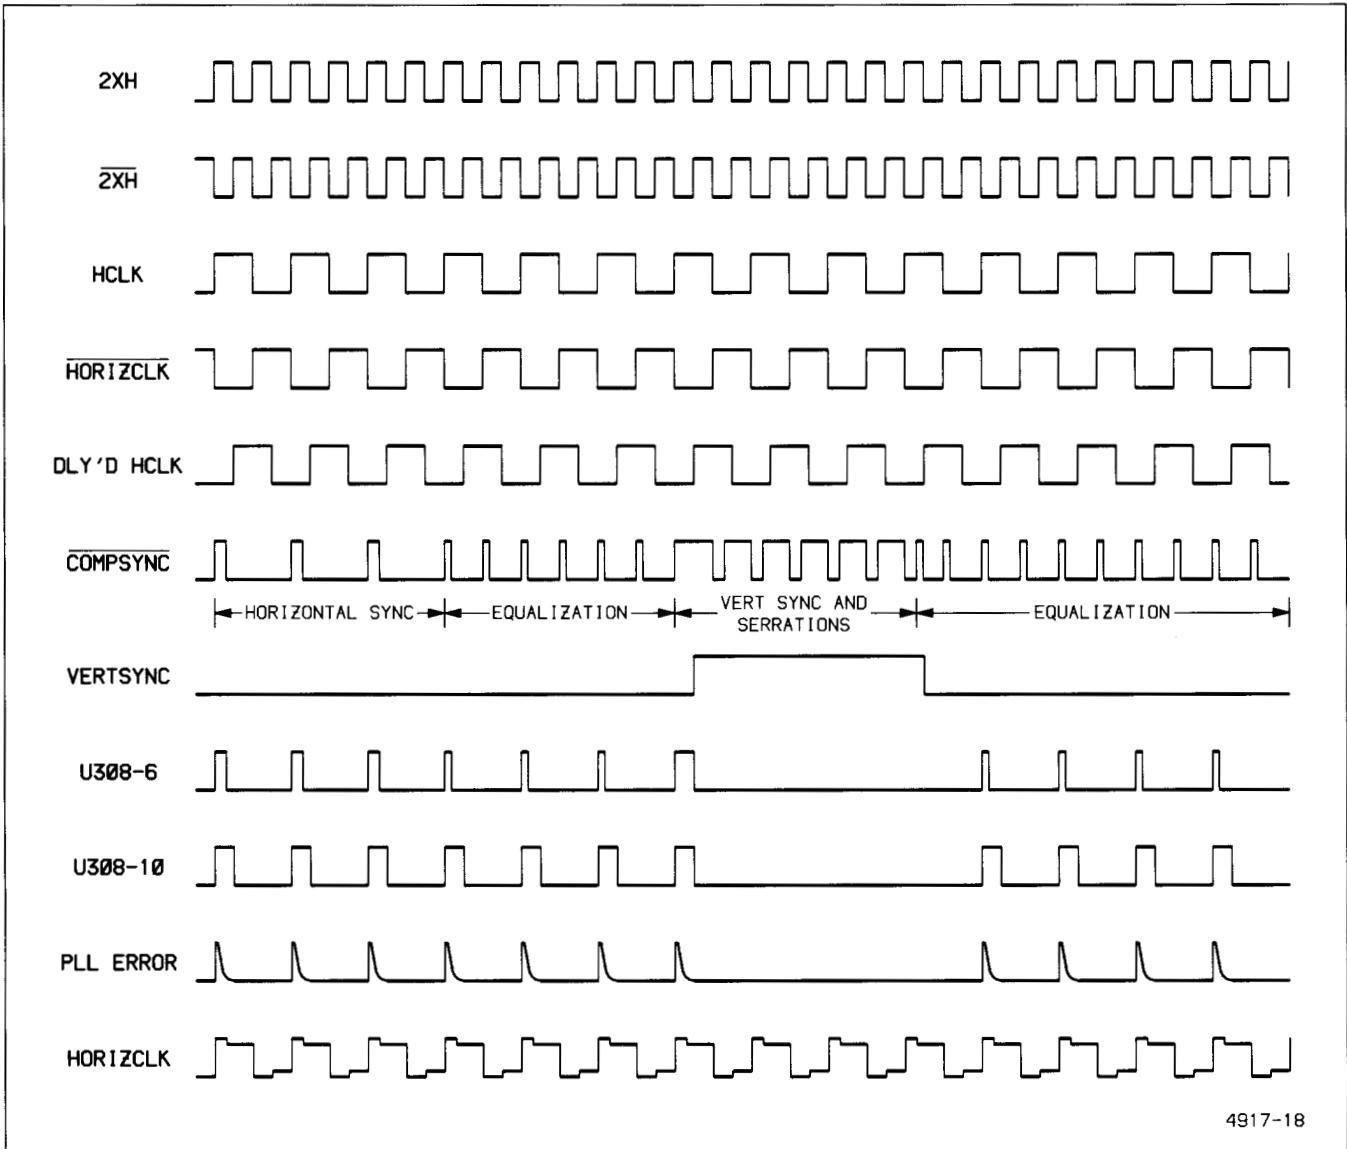 2XH
2XH
HCLK
HORIZCLK
DLY'D HCLK
COMPSYNC
HORIZONTAL SYNC
EQUALIZATION
VERT SYNC AND
SERRATIONS
EQUALIZATION
VERTSYNC
U308-6
U308-10
PLL ERROR
HORIZCLK
4917-18